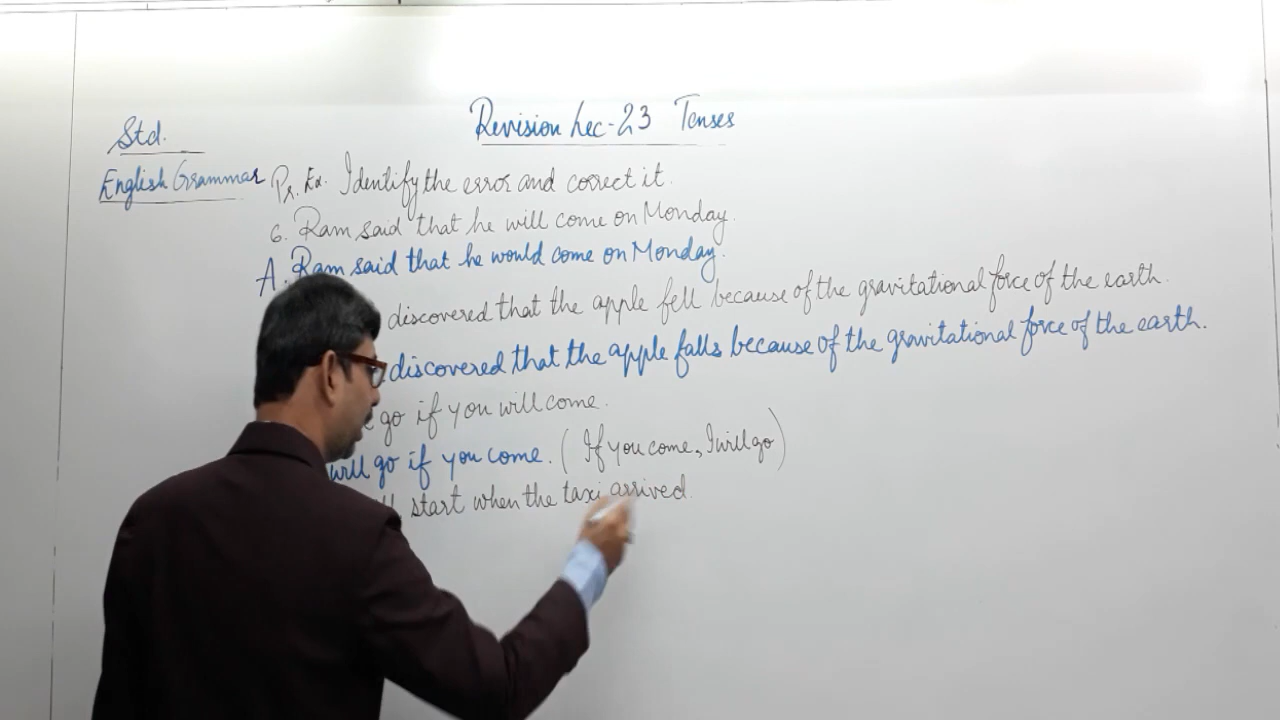 Revision Lec-23 Tenses
Std.
English Grammar
Pr. Ex. Identify the error and correct it.
6. Ram said that he will come on Monday.
A. Ram said that he would come on Monday.
discovered that the apple fell because of the gravitational force of the earth.
discovered that the apple falls because of the gravitational force of the earth.
go if you will come.
will go if you come. (If you come, I will go)
start when the taxi arrived